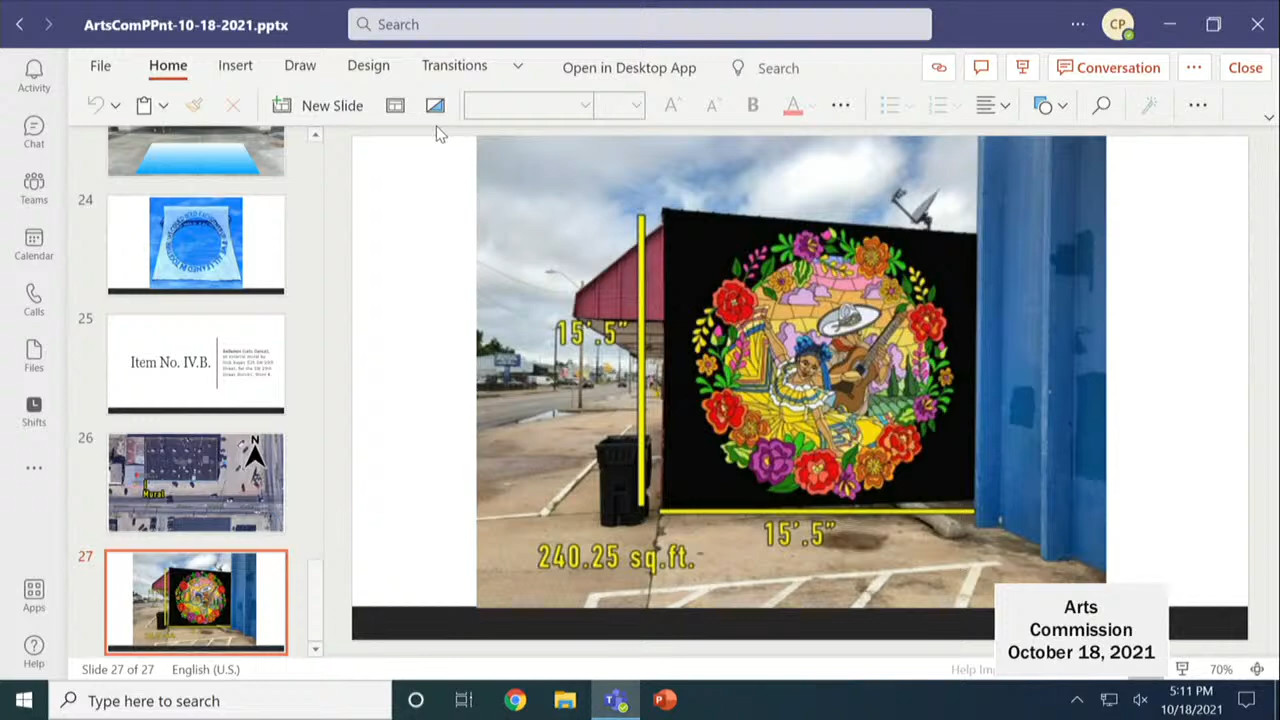 ArtsComPPnt-10-18-2021.pptx
Search
CP
Activity
Chat
Teams
Calendar
Calls
Files
Shifts
Apps
Help
File
Home
Insert
Draw
Design
Transitions
Open in Desktop App
Search
Conversation
Close
New Slide
B
A
24
25
Item No. IV.B.
26
N
Mural
27
15'.5"
15'.5"
240.25 sq.ft.
Arts
Commission
October 18, 2021
Slide 27 of 27
English (U.S.)
70%
Type here to search
5:11 PM
10/18/2021